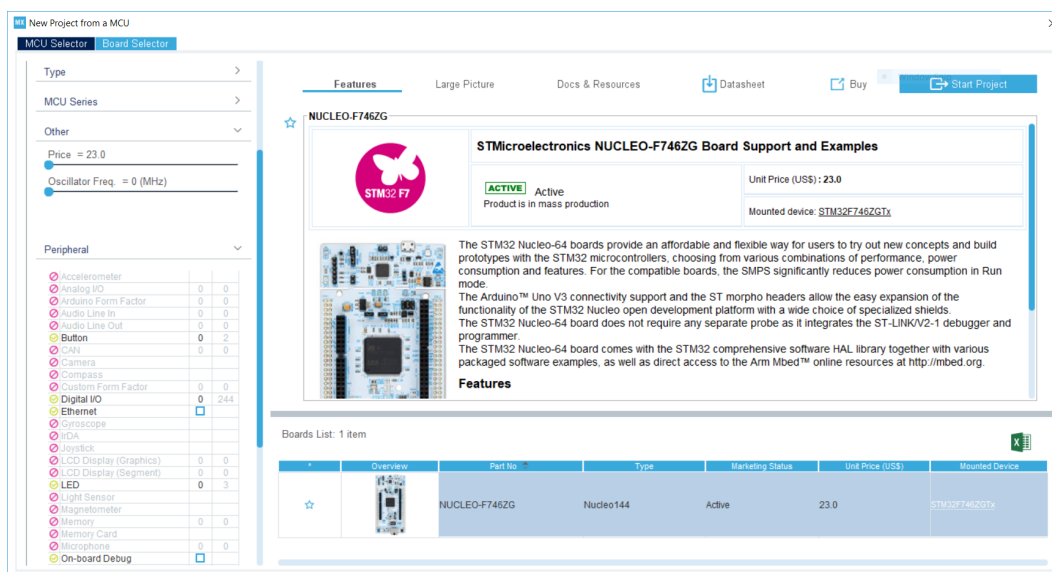 MX New Project from a MCU
MCU Selector Board Selector
Type
MCU Series
Other
Price = 23.0
Oscillator Freq. = 0 (MHz)
Peripheral
Accelerometer
Analog I/O 0 0
Arduino Form Factor 0 0
Audio Line In 0 0
Audio Line Out 0 0
Button 0 2
CAN 0 0
Camera
Compass
Custom Form Factor 0 0
Digital I/O 0 244
Ethernet
Gyroscope
IrDA
Joystick
LCD Display (Graphics) 0 0
LCD Display (Segment) 0 0
LED 0 3
Light Sensor
Magnetometer
Memory 0 0
Memory Card
Microphone 0 0
On-board Debug
Features Large Picture Docs & Resources Datasheet Buy Start Project
NUCLEO-F746ZG
STM32 F7
STMicroelectronics NUCLEO-F746ZG Board Support and Examples
ACTIVE Active
Product is in mass production
Unit Price (US$) : 23.0
Mounted device: STM32F746ZGTx
The STM32 Nucleo-64 boards provide an affordable and flexible way for users to try out new concepts and build
prototypes with the STM32 microcontrollers, choosing from various combinations of performance, power
consumption and features. For the compatible boards, the SMPS significantly reduces power consumption in Run
mode.
The Arduino™ Uno V3 connectivity support and the ST morpho headers allow the easy expansion of the
functionality of the STM32 Nucleo open development platform with a wide choice of specialized shields.
The STM32 Nucleo-64 board does not require any separate probe as it integrates the ST-LINK/V2-1 debugger and
programmer.
The STM32 Nucleo-64 board comes with the STM32 comprehensive software HAL library together with various
packaged software examples, as well as direct access to the Arm Mbed™ online resources at http://mbed.org.
Features
Boards List: 1 item
* Overview Part No Type Marketing Status Unit Price (US$) Mounted Device
NUCLEO-F746ZG Nucleo144 Active 23.0 STM32F746ZGTx